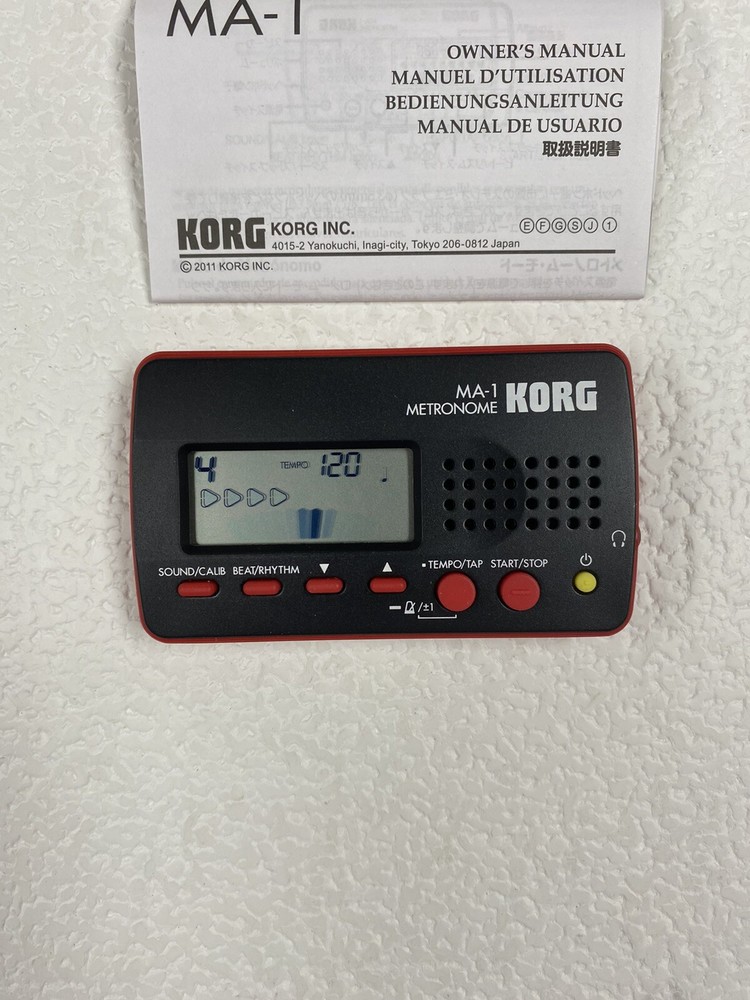 MA-1
OWNER'S MANUAL
MANUEL D'UTILISATION
BEDIENUNGSANLEITUNG
MANUAL DE USUARIO
取扱説明書
KORG KORG INC.
4015-2 Yanokuchi, Inagi-city, Tokyo 206-0812 Japan
Ⓔ Ⓕ Ⓖ Ⓢ Ⓙ ①
© 2011 KORG INC.
MA-1
METRONOME KORG
4 TEMPO 120
SOUND/CALIB BEAT/RHYTHM ▼ ▲ TEMPO/TAP START/STOP
/±1